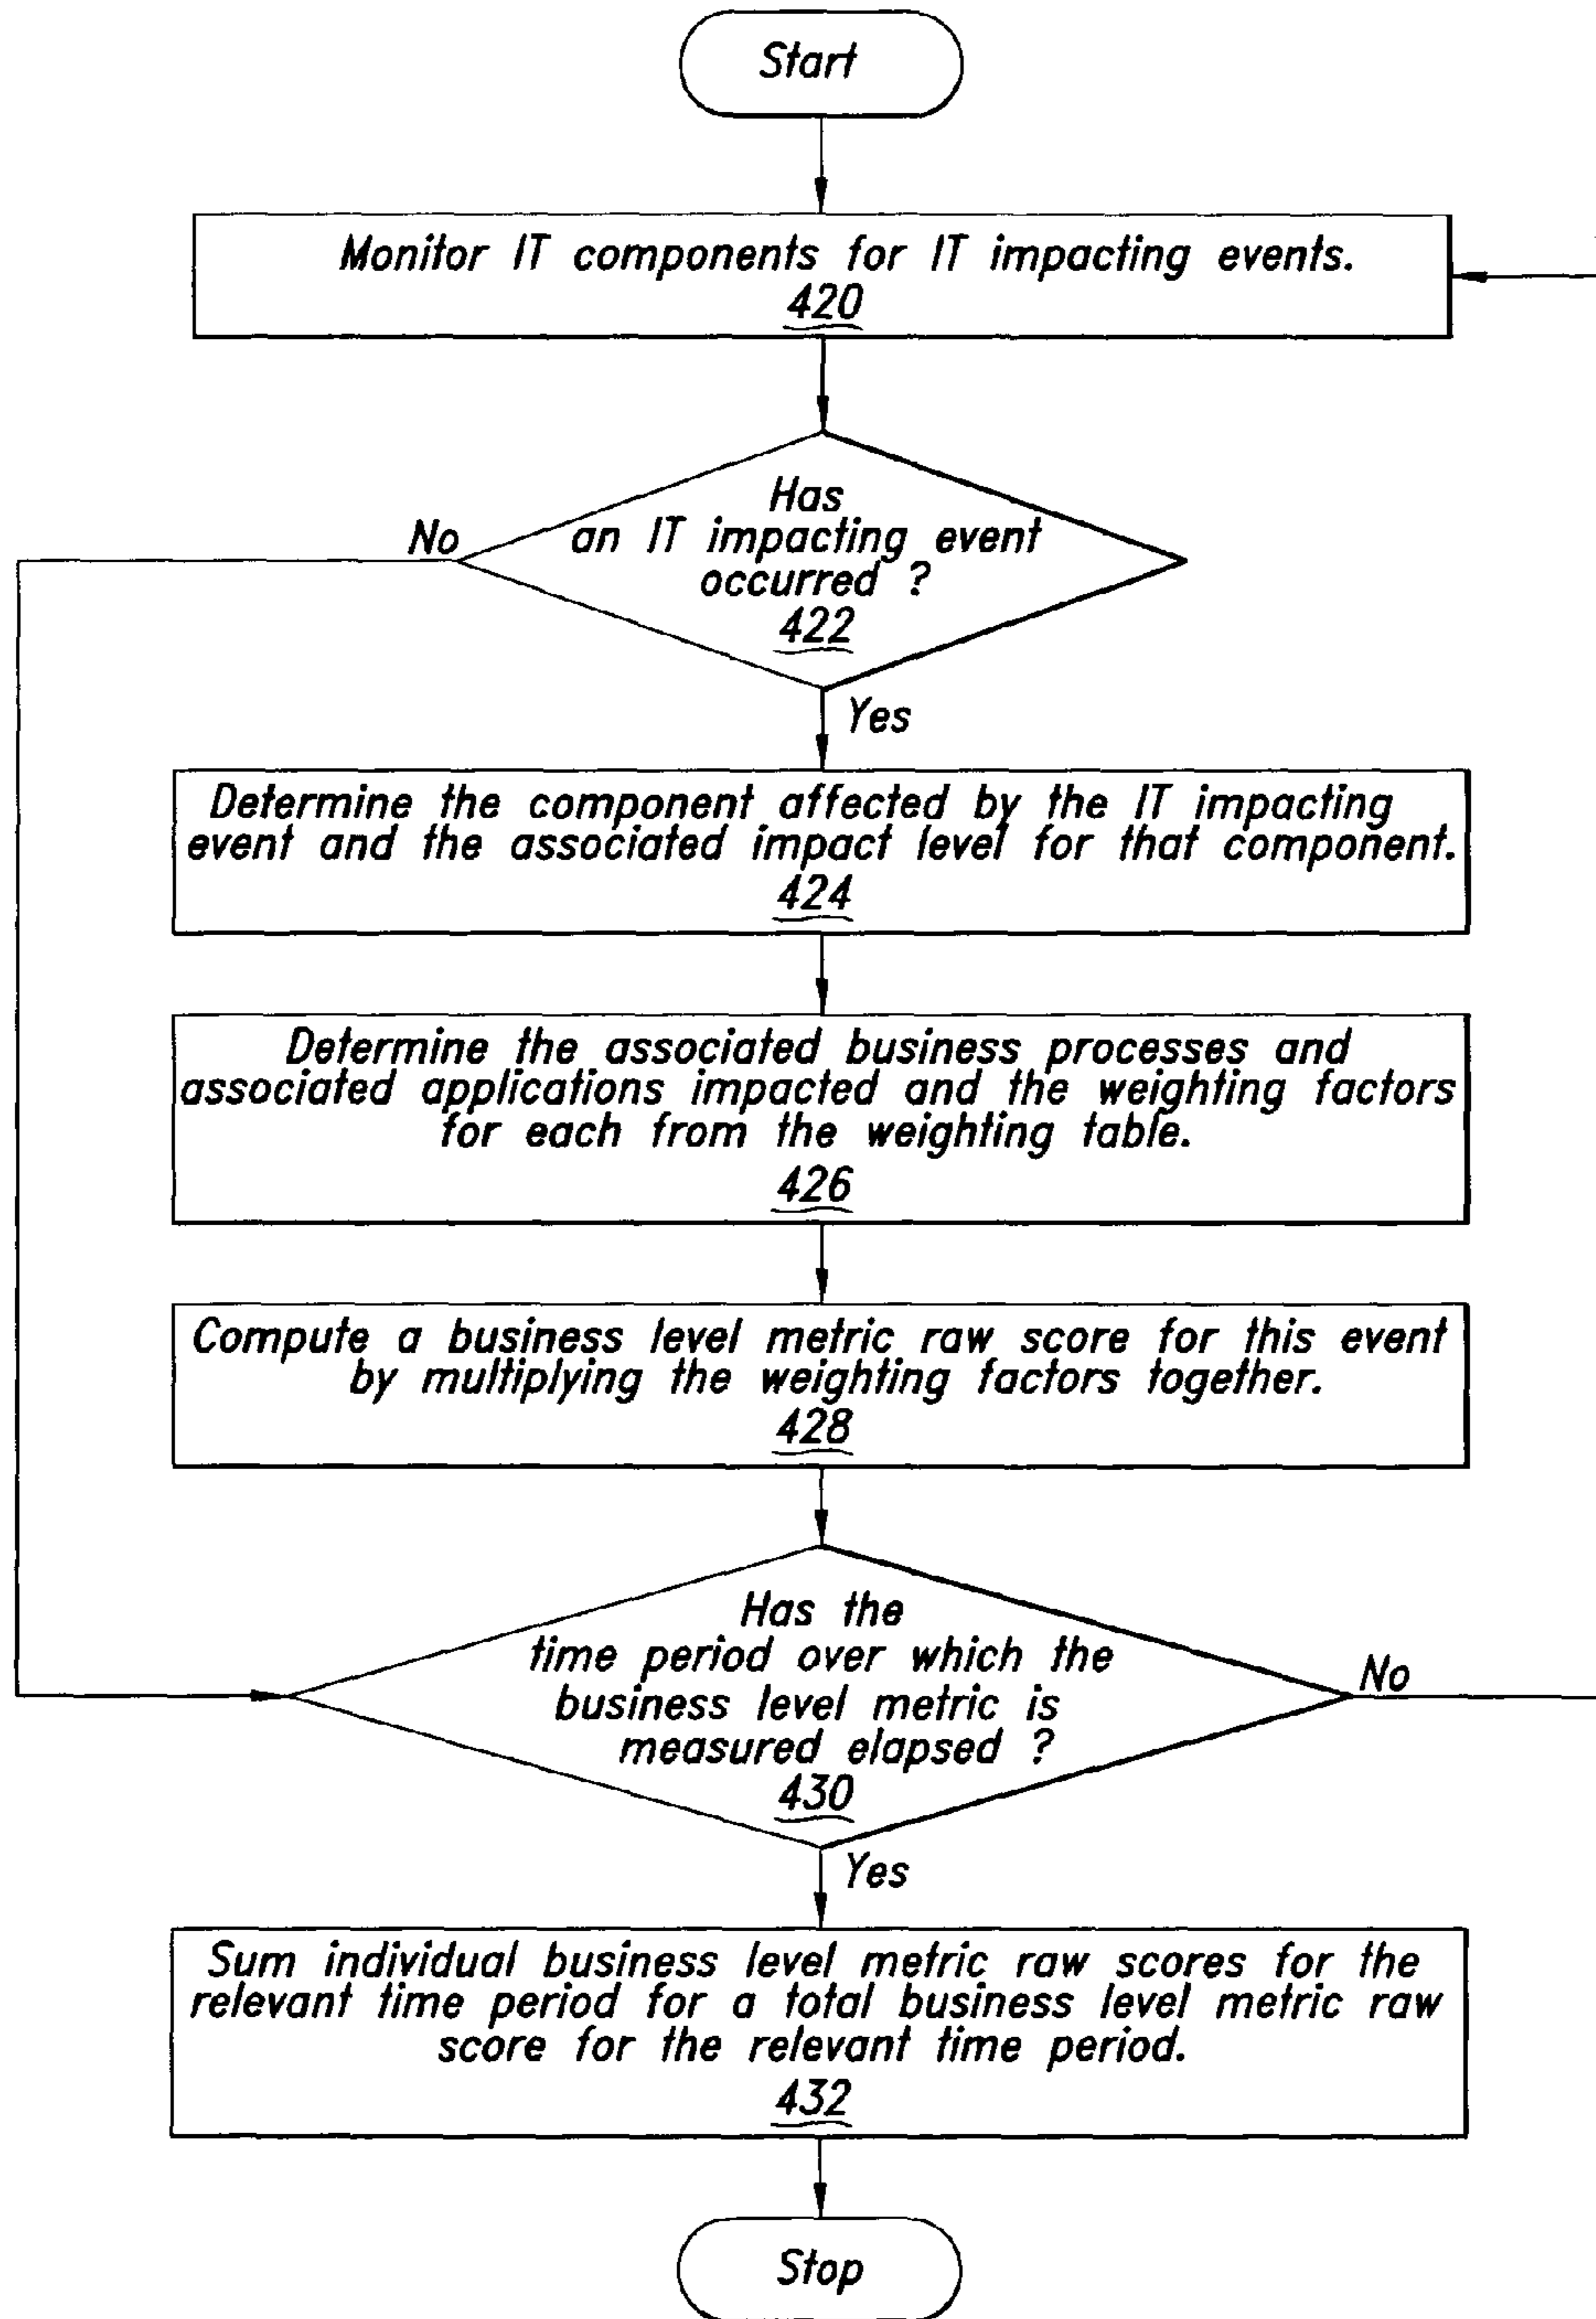 Start
Monitor IT components for IT impacting events.
420
Has
an IT impacting event
occurred ?
422
No
Yes
Determine the component affected by the IT impacting
event and the associated impact level for that component.
424
Determine the associated business processes and
associated applications impacted and the weighting factors
for each from the weighting table.
426
Compute a business level metric raw score for this event
by multiplying the weighting factors together.
428
Has the
time period over which the
business level metric is
measured elapsed ?
430
No
Yes
Sum individual business level metric raw scores for the
relevant time period for a total business level metric raw
score for the relevant time period.
432
Stop